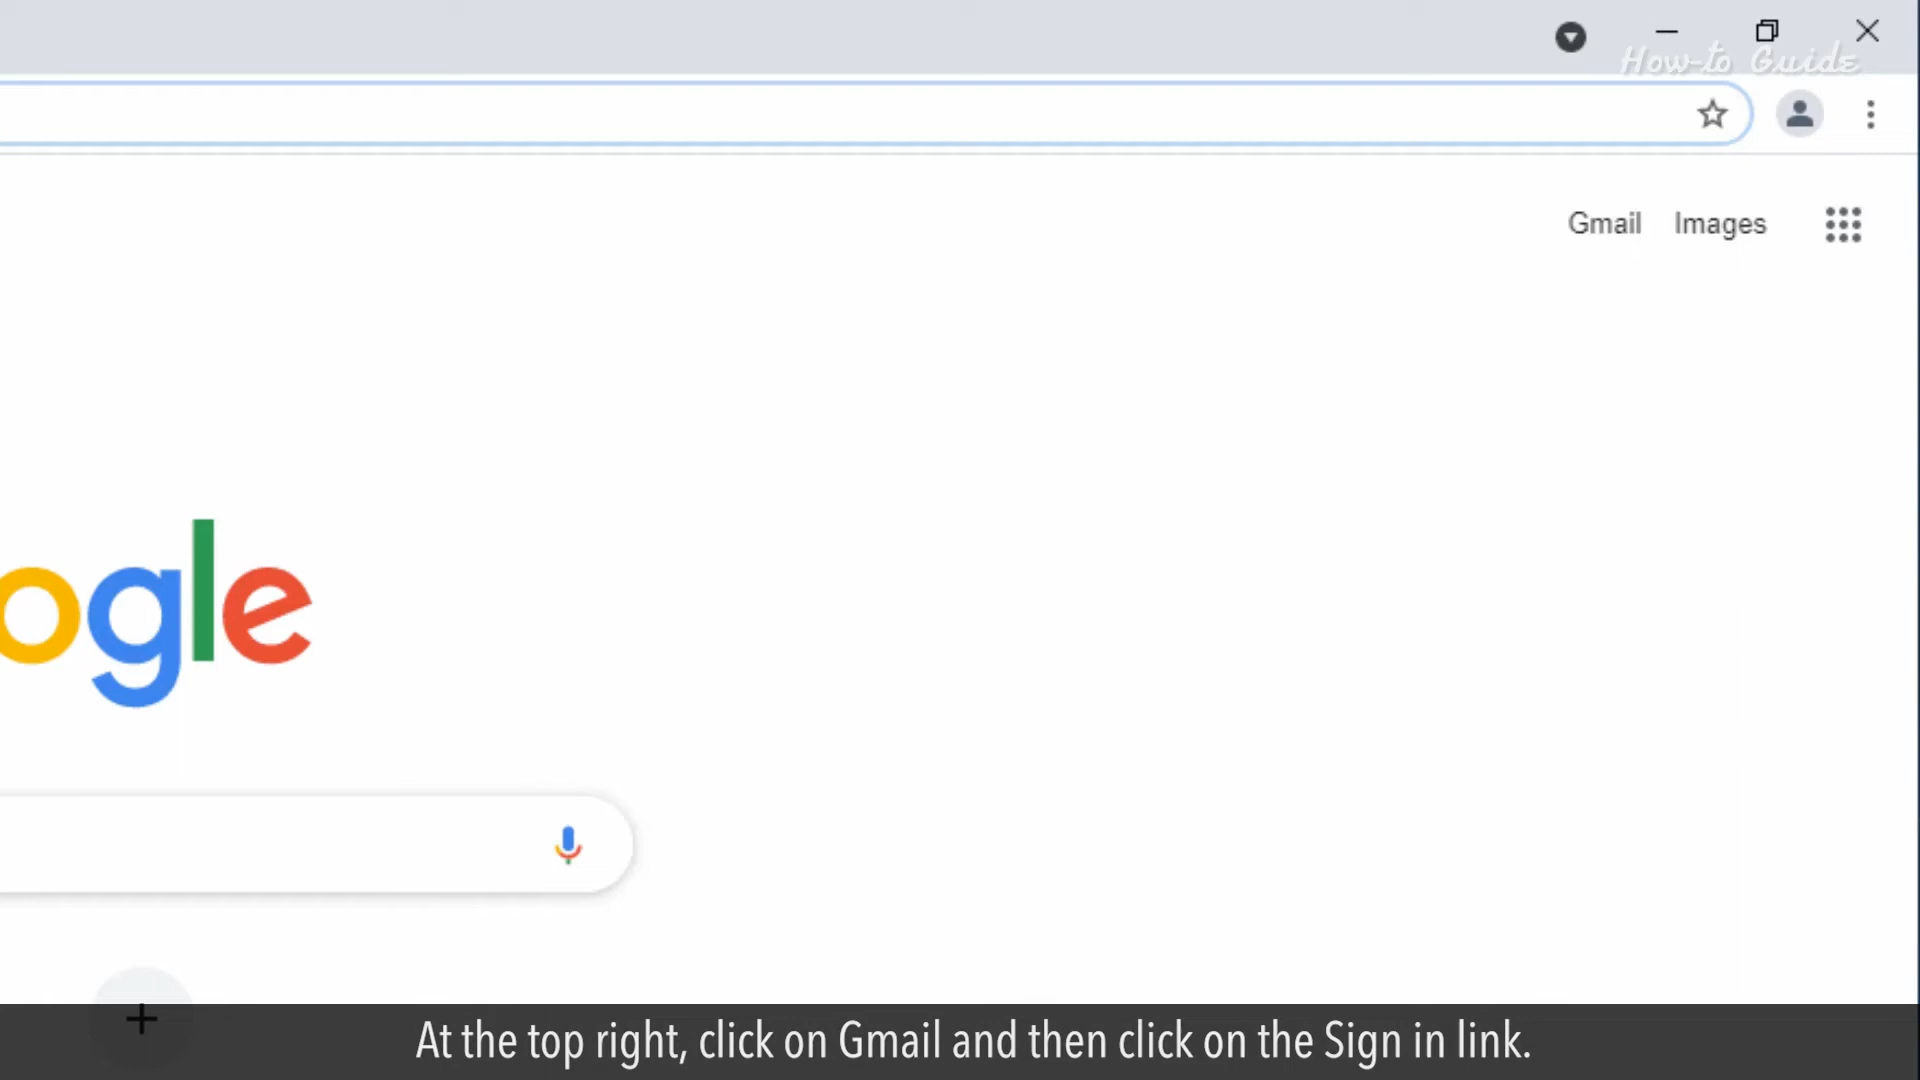 How-to Guide
Gmail Images
ogle
At the top right, click on Gmail and then click on the Sign in link.